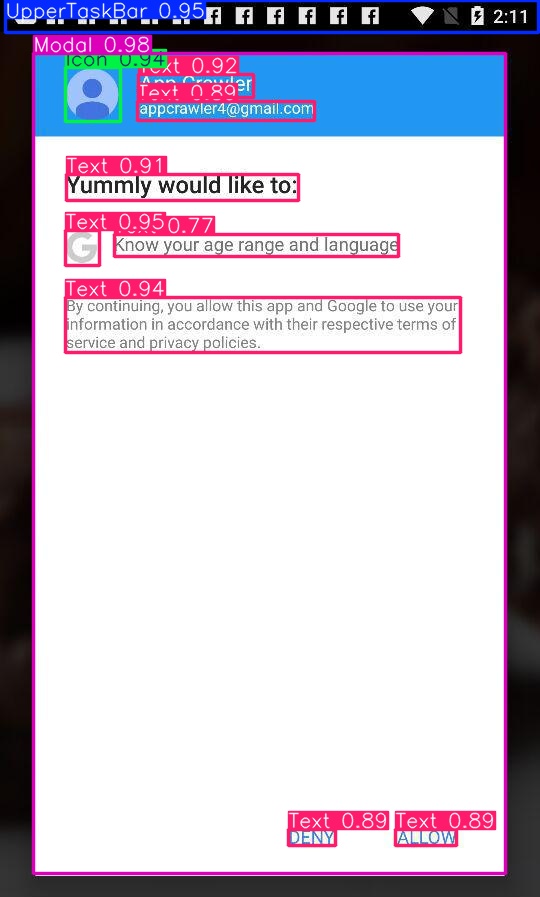 UpperTaskBar 0.95
2:11
Modal 0.98
Icon 0.94
Text 0.92
App Crawler
Text 0.89
appcrawler4@gmail.com
Text 0.91
Yummly would like to:
Text 0.95
0.77
G
Know your age range and language
Text 0.94
By continuing, you allow this app and Google to use your
information in accordance with their respective terms of
service and privacy policies.
Text 0.89
Text 0.89
DENY
ALLOW